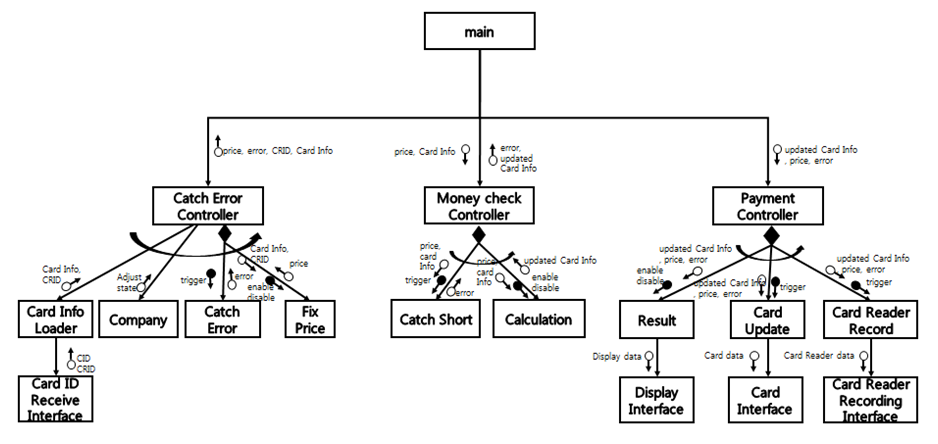 main
price, error, CRID, Card Info
price, Card Info
error,
updated
Card Info
updated Card Info
, price, error
Catch Error
Controller
Money check
Controller
Payment
Controller
Card Info,
CRID
Adjust
state
trigger
error
Card Info,
CRID
enable
disable
price
price,
card
Info
trigger
error
price,
card
Info
enable
disable
updated Card Info
, price, error
enable
disable
updated Card Info
, price, error
trigger
updated Card Info
, price, error
trigger
Card Info
Loader
Company
Catch
Error
Fix
Price
Catch Short
Calculation
Result
Card
Update
Card Reader
Record
CID
CRID
Display data
Card data
Card Reader data
Card ID
Receive
Interface
Display
Interface
Card
Interface
Card Reader
Recording
Interface